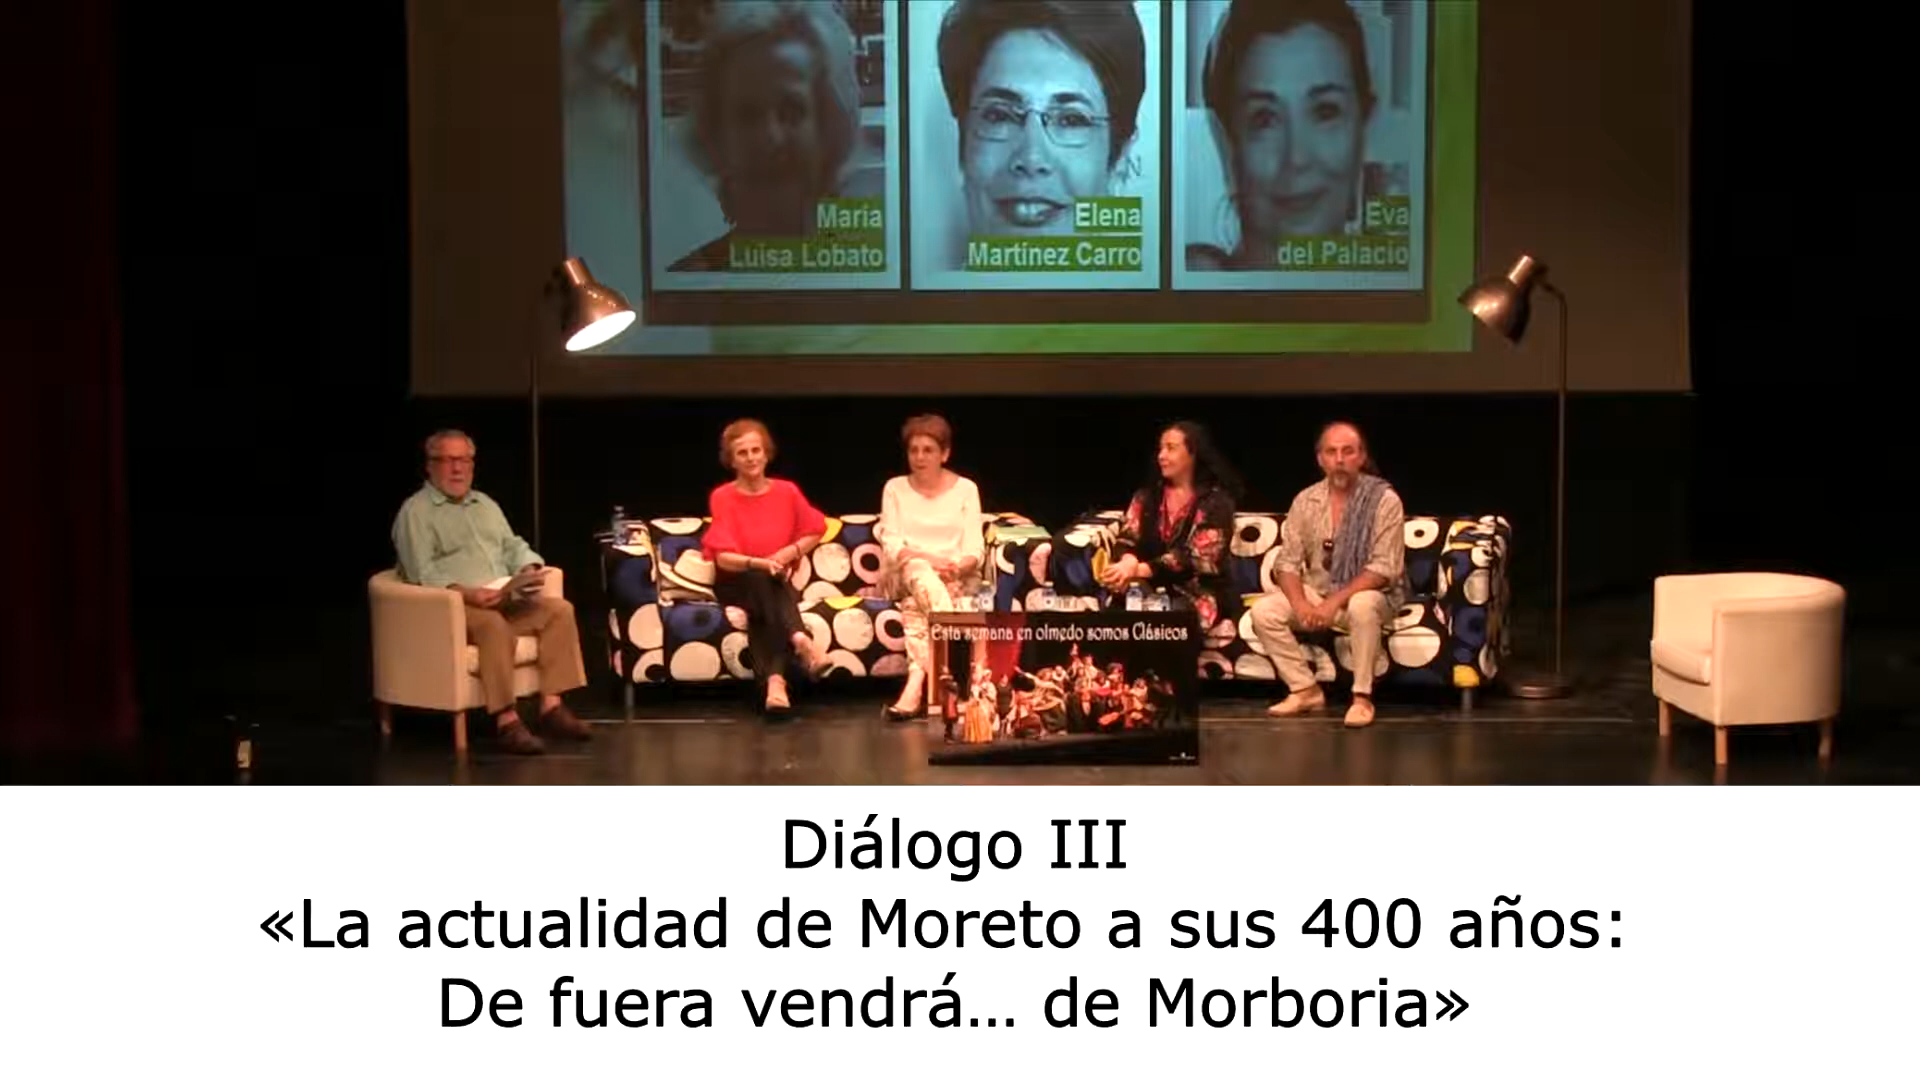 María
Luisa Lobato
Elena
Martínez Carro
Eva
del Palacio
Esta semana en olmedo somos Clásicos
Diálogo III
«La actualidad de Moreto a sus 400 años:
De fuera vendrá... de Morboria»